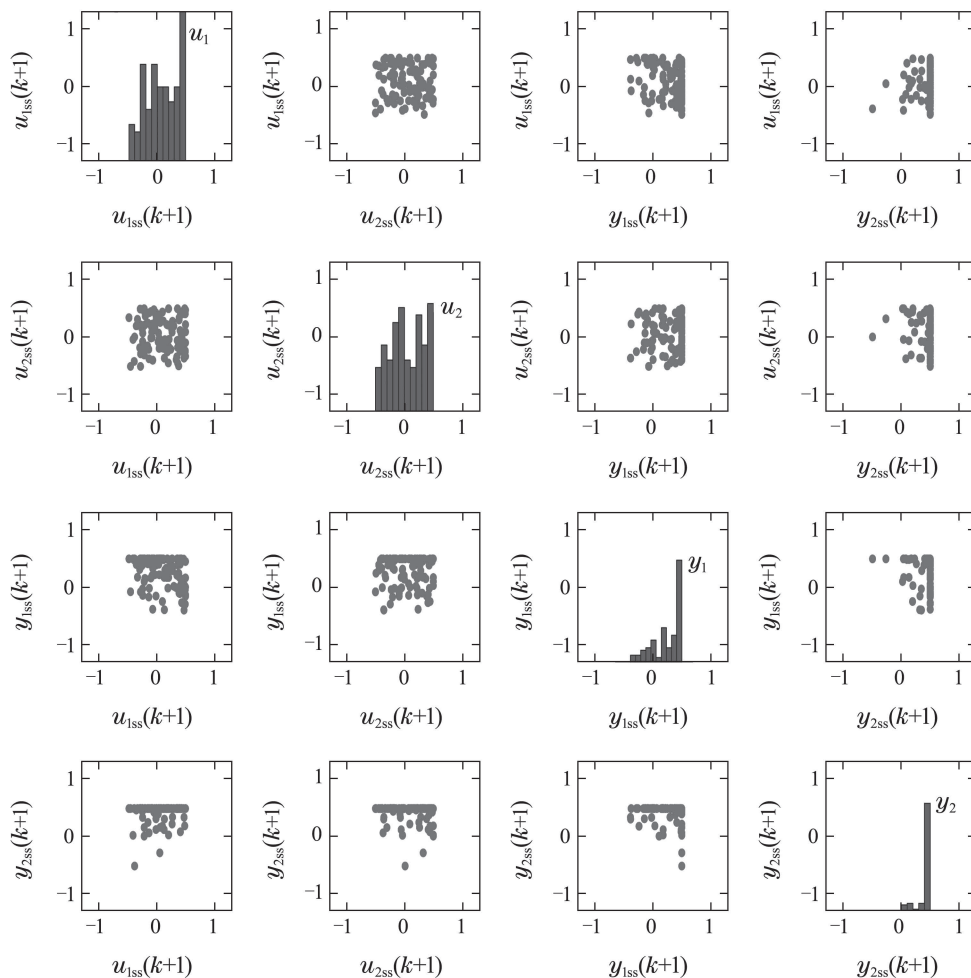 u1ss(k+1) 1 0 −1 u1 −1 0 1 u1ss(k+1)
u1ss(k+1) 1 0 −1 −1 0 1 u2ss(k+1)
u1ss(k+1) 1 0 −1 −1 0 1 y1ss(k+1)
u1ss(k+1) 1 0 −1 −1 0 1 y2ss(k+1)
u2ss(k+1) 1 0 −1 −1 0 1 u1ss(k+1)
u2ss(k+1) 1 0 −1 u2 −1 0 1 u2ss(k+1)
u2ss(k+1) 1 0 −1 −1 0 1 y1ss(k+1)
u2ss(k+1) 1 0 −1 −1 0 1 y2ss(k+1)
y1ss(k+1) 1 0 −1 −1 0 1 u1ss(k+1)
y1ss(k+1) 1 0 −1 −1 0 1 u2ss(k+1)
y1ss(k+1) 1 0 −1 y1 −1 0 1 y1ss(k+1)
y1ss(k+1) 1 0 −1 −1 0 1 y2ss(k+1)
y2ss(k+1) 1 0 −1 −1 0 1 u1ss(k+1)
y2ss(k+1) 1 0 −1 −1 0 1 u2ss(k+1)
y2ss(k+1) 1 0 −1 −1 0 1 y1ss(k+1)
y2ss(k+1) 1 0 −1 y2 −1 0 1 y2ss(k+1)